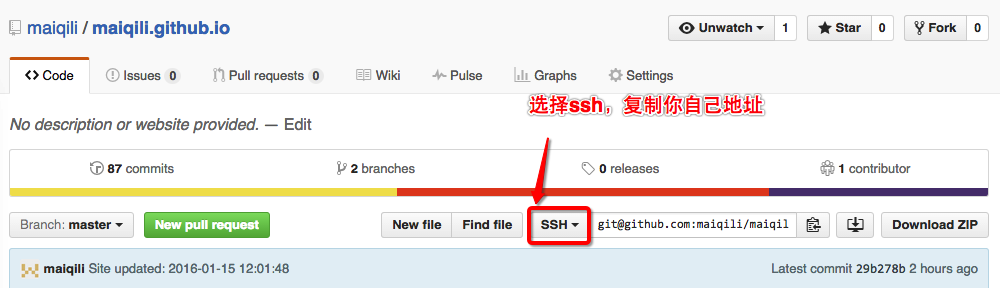 maiqili / maiqili.github.io Unwatch 1 Star 0 Fork 0
Code Issues 0 Pull requests 0 Wiki Pulse Graphs Settings
选择ssh，复制你自己地址
No description or website provided. — Edit
87 commits 2 branches 0 releases 1 contributor
Branch: master New pull request New file Find file SSH git@github.com:maiqili/maiqil Download ZIP
maiqili Site updated: 2016-01-15 12:01:48 Latest commit 29b278b 2 hours ago